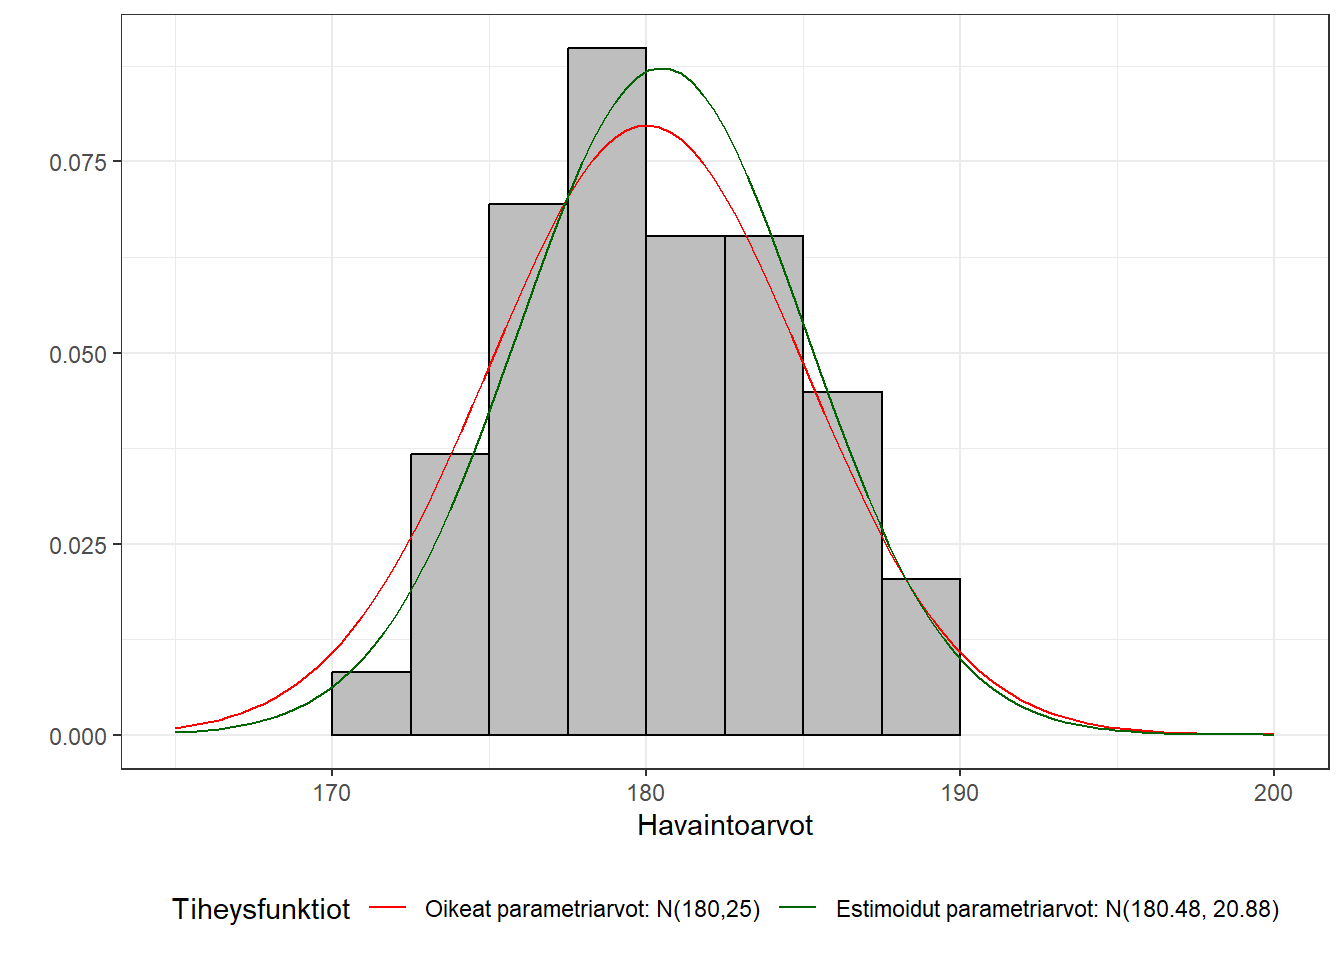 0.075
0.050
0.025
0.000
170 180 190 200
Havaintoarvot
Tiheysfunktiot Oikeat parametriarvot: N(180,25) Estimoidut parametriarvot: N(180.48, 20.88)